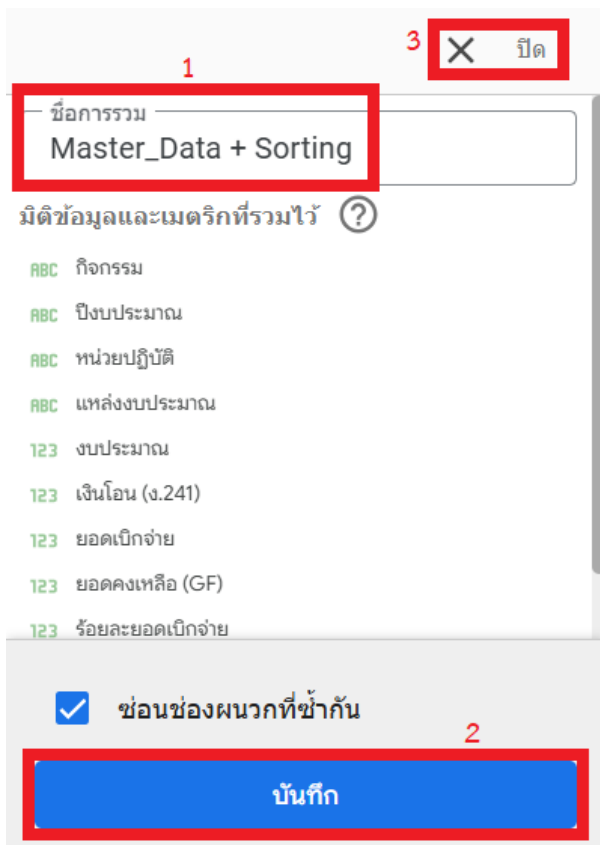 3
ปิด
1
ชื่อการรวม
Master_Data + Sorting
มิติข้อมูลและเมตริกที่รวมไว้ ?
ABC กิจกรรม
ABC ปีงบประมาณ
ABC หน่วยปฏิบัติ
ABC แหล่งงบประมาณ
123 งบประมาณ
123 เงินโอน (ง.241)
123 ยอดเบิกจ่าย
123 ยอดคงเหลือ (GF)
123 ร้อยละยอดเบิกจ่าย
ซ่อนช่องผนวกที่ซ้ำกัน
2
บันทึก